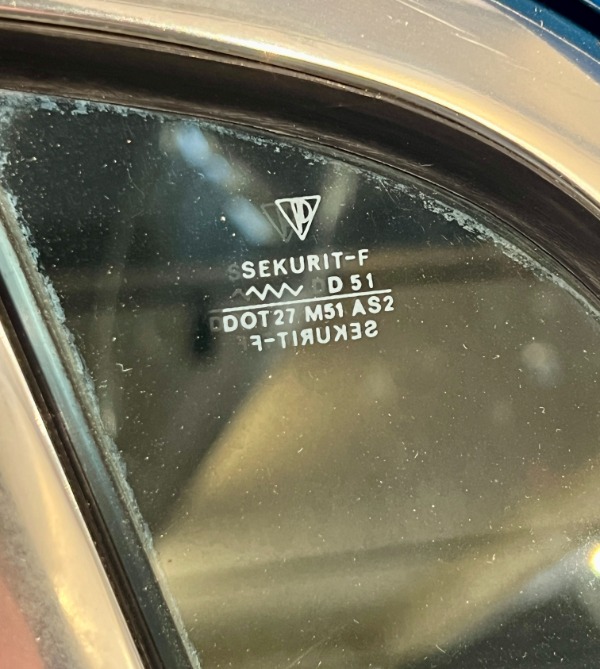 SEKURIT-F
D 51
DOT27 M51 AS2
SEKURIT-F